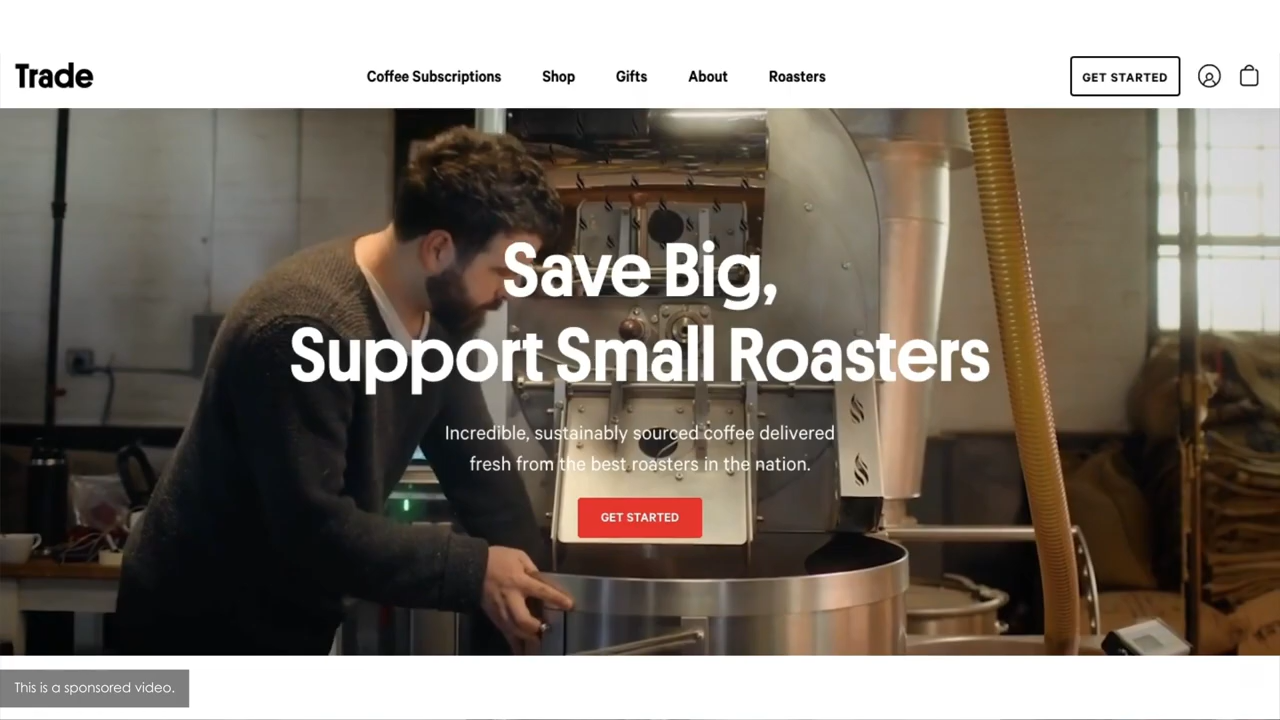 Trade
Coffee Subscriptions
Shop
Gifts
About
Roasters
GET STARTED
Save Big,
Support Small Roasters
Incredible, sustainably sourced coffee delivered
fresh from the best roasters in the nation.
GET STARTED
This is a sponsored video.